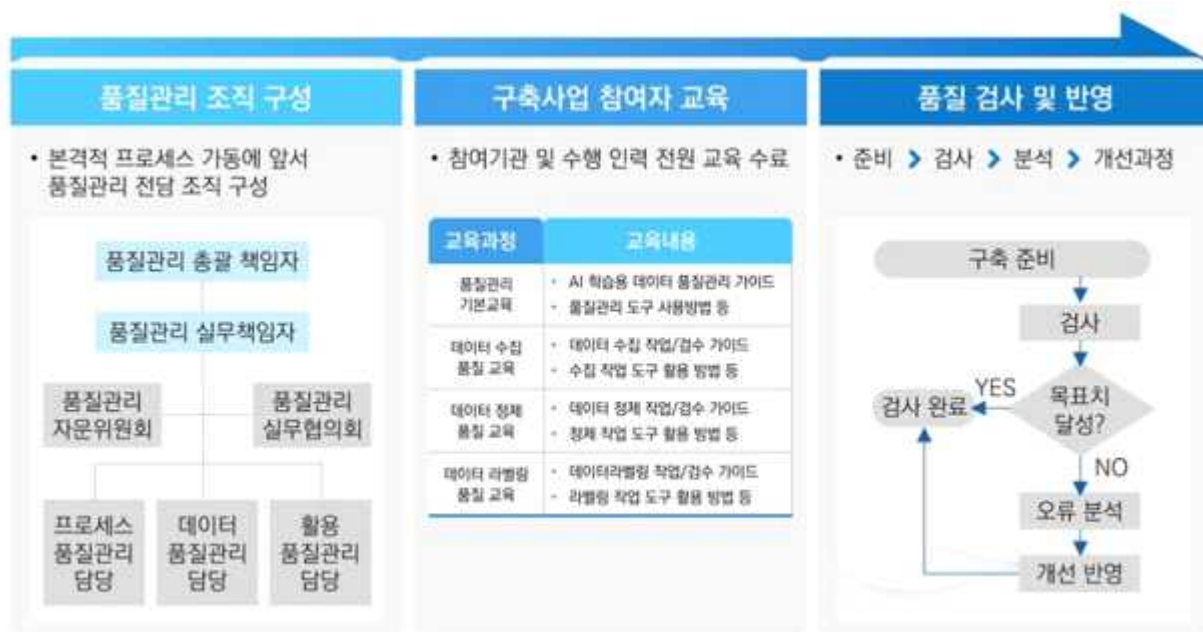 품질관리 조직 구성
• 본격적 프로세스 가동에 앞서
품질관리 전담 조직 구성
품질관리 총괄 책임자
품질관리 실무책임자
품질관리
자문위원회
품질관리
실무협의회
프로세스
품질관리
담당
데이터
품질관리
담당
활용
품질관리
담당
구축사업 참여자 교육
• 참여기관 및 수행 인력 전원 교육 수료
교육과정
교육내용
품질관리
기본교육
• AI 학습용 데이터 품질관리 가이드
• 품질관리 도구 사용방법 등
데이터 수집
품질 교육
• 데이터 수집 작업/검수 가이드
• 수집 작업 도구 활용 방법 등
데이터 정제
품질 교육
• 데이터 정제 작업/검수 가이드
• 정제 작업 도구 활용 방법 등
데이터 라벨링
품질 교육
• 데이터라벨링 작업/검수 가이드
• 라벨링 작업 도구 활용 방법 등
품질 검사 및 반영
• 준비 > 검사 > 분석 > 개선과정
구축 준비
검사
목표치
달성?
YES
검사 완료
NO
오류 분석
개선 반영